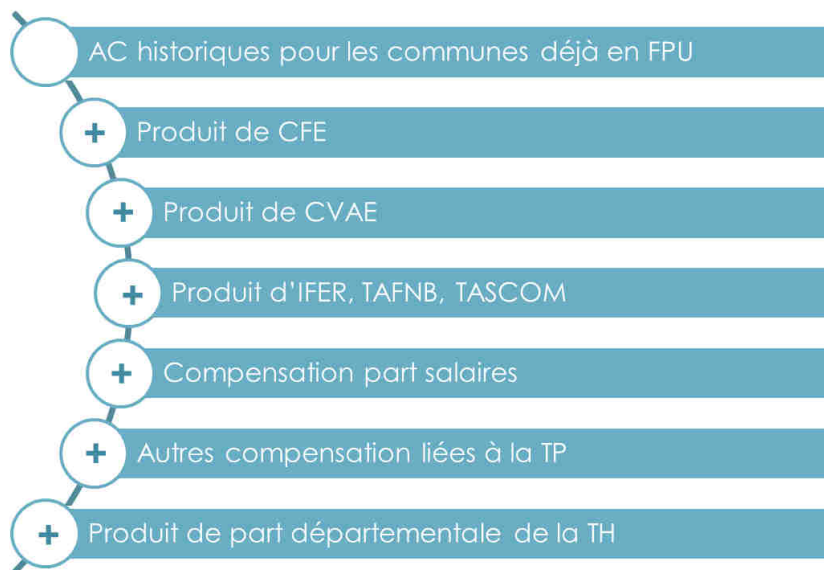 AC historiques pour les communes déjà en FPU
+ Produit de CFE
+ Produit de CVAE
+ Produit d'IFER, TAFNB, TASCOM
+ Compensation part salaires
+ Autres compensation liées à la TP
+ Produit de part départementale de la TH